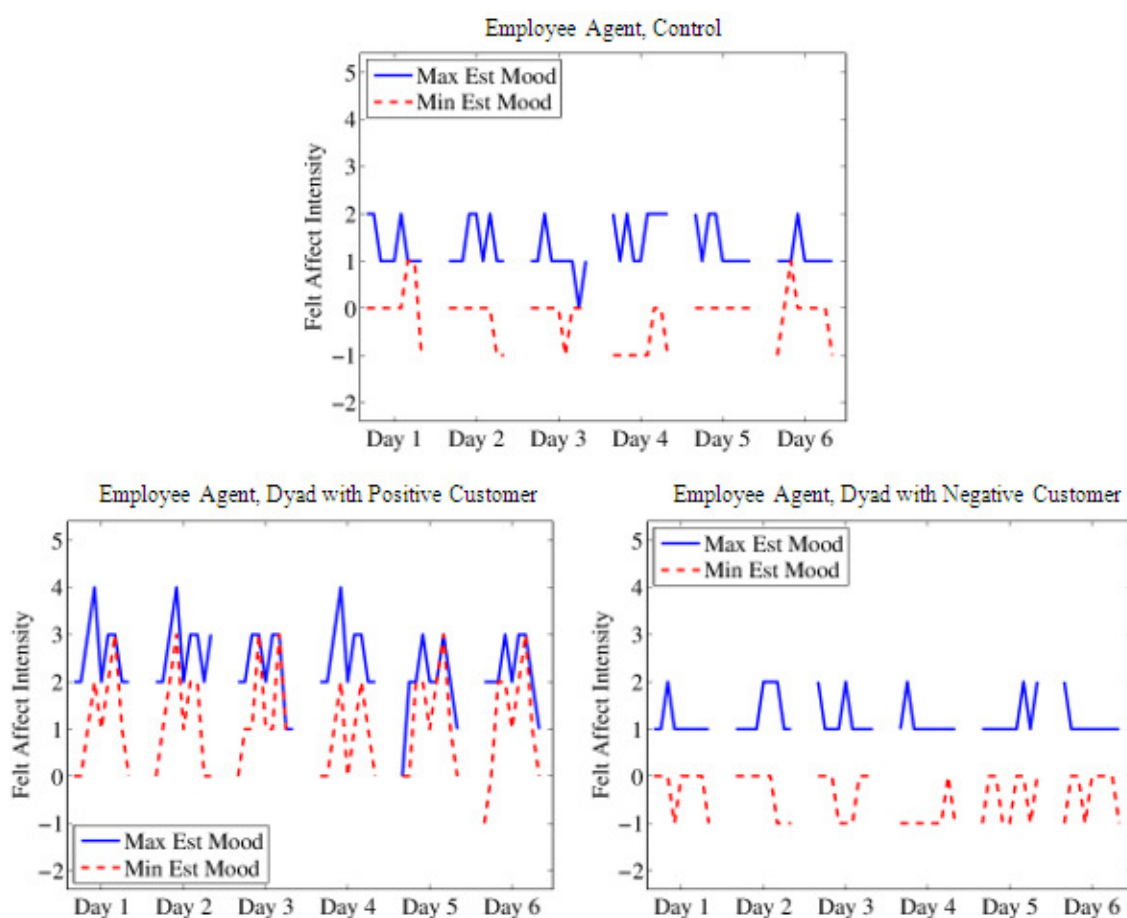 Employee Agent, Control
Max Est Mood
Min Est Mood
Felt Affect Intensity
5
4
3
2
1
0
−1
−2
Day 1 Day 2 Day 3 Day 4 Day 5 Day 6
Employee Agent, Dyad with Positive Customer
Felt Affect Intensity
5
4
3
2
1
0
−1
−2
Max Est Mood
Min Est Mood
Day 1 Day 2 Day 3 Day 4 Day 5 Day 6
Employee Agent, Dyad with Negative Customer
Max Est Mood
Min Est Mood
Felt Affect Intensity
5
4
3
2
1
0
−1
−2
Day 1 Day 2 Day 3 Day 4 Day 5 Day 6